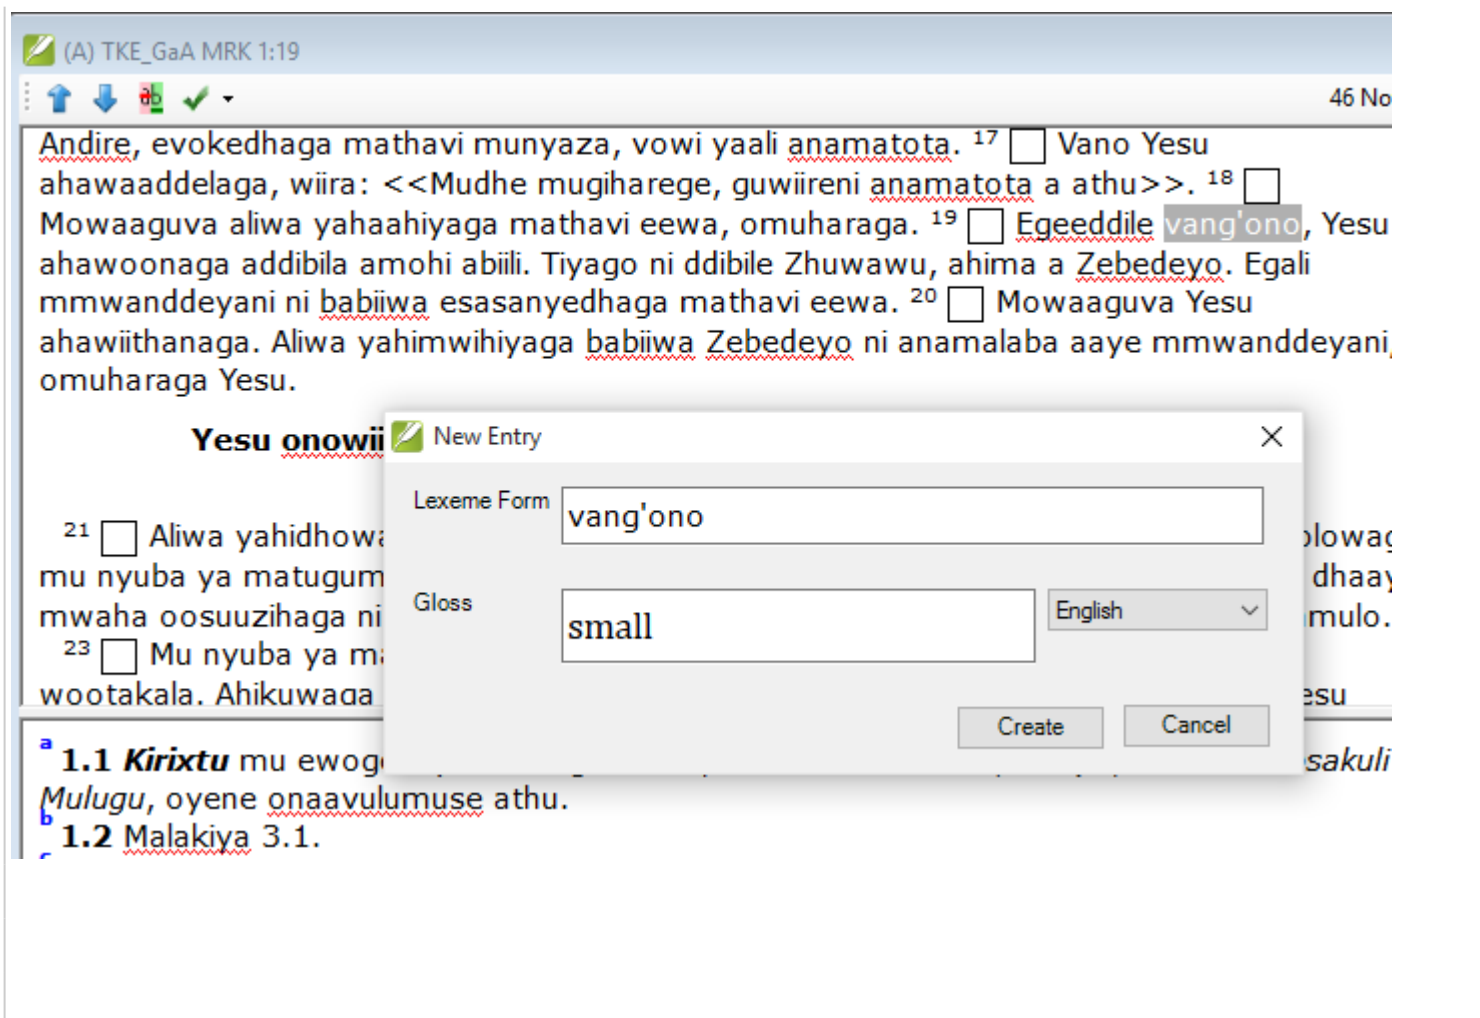 (A) TKE_GaA MRK 1:19
46 No
Andire, evokedhaga mathavi munyaza, vowi yaali anamatota. 17 Vano Yesu
ahawaaddelaga, wiira: <<Mudhe mugiharege, guwiireni anamatota a athu>>. 18
Mowaaguva aliwa yahaahiyaga mathavi eewa, omuharaga. 19 Egeeddile vang'ono, Yesu
ahawoonaga addibila amohi abiili. Tiyago ni ddibile Zhuwawu, ahima a Zebedeyo. Egali
mmwanddeyani ni babiiwa esasanyedhaga mathavi eewa. 20 Mowaaguva Yesu
ahawiithanaga. Aliwa yahimwihiyaga babiiwa Zebedeyo ni anamalaba aaye mmwanddeyani,
omuharaga Yesu.
Yesu onowii
New Entry
Lexeme Form vang'ono
Gloss small English
Create Cancel
21 Aliwa yahidhowa
mu nyuba ya matugum dhaay
mwaha oosuuzihaga ni mulo.
23 Mu nyuba ya ma
wootakala. Ahikuwaga esu
a 1.1 Kirixtu mu ewog sakuli
Mulugu, oyene onaavulumuse athu.
b 1.2 Malakiya 3.1.